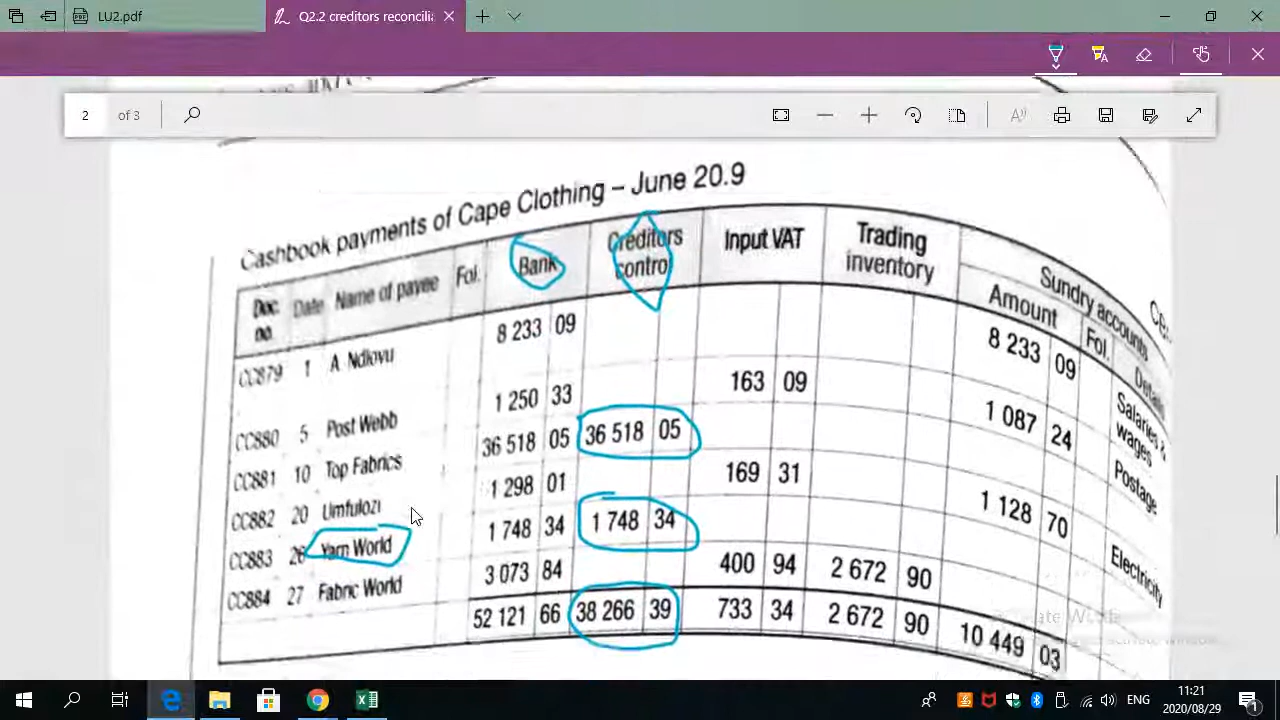 LU2.pdf
Q2.2 creditors reconcilia
2 of 3
Cashbook payments of Cape Clothing – June 20.9
Doc no. Date Name of payee Fol. Bank Creditors control Input VAT Trading inventory Sundry accounts
Amount Fol. Details
CC879 1 A Ndlovu 8 233 09 8 233 09 Salaries & wages
CC880 5 Post Webb 1 250 33 163 09 1 087 24 Postage
CC881 10 Top Fabrics 36 518 05 36 518 05
CC882 20 Umfulozi 1 298 01 169 31 1 128 70 Electricity
CC883 26 Yarn World 1 748 34 1 748 34
CC884 27 Fabric World 3 073 84 400 94 2 672 90
52 121 66 38 266 39 733 34 2 672 90 10 449 03
ENG
11:21
2020/08/29